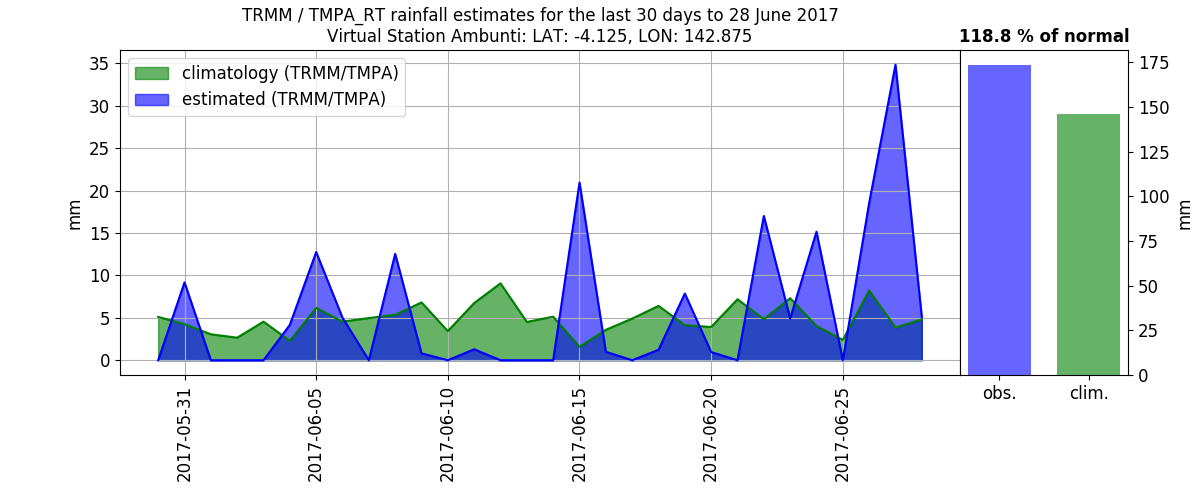 TRMM / TMPA_RT rainfall estimates for the last 30 days to 28 June 2017
Virtual Station Ambunti: LAT: -4.125, LON: 142.875
118.8 % of normal
climatology (TRMM/TMPA)
estimated (TRMM/TMPA)
35
30
25
20
15
10
5
0
mm
2017-05-31
2017-06-05
2017-06-10
2017-06-15
2017-06-20
2017-06-25
175
150
125
100
75
50
25
0
mm
obs.
clim.